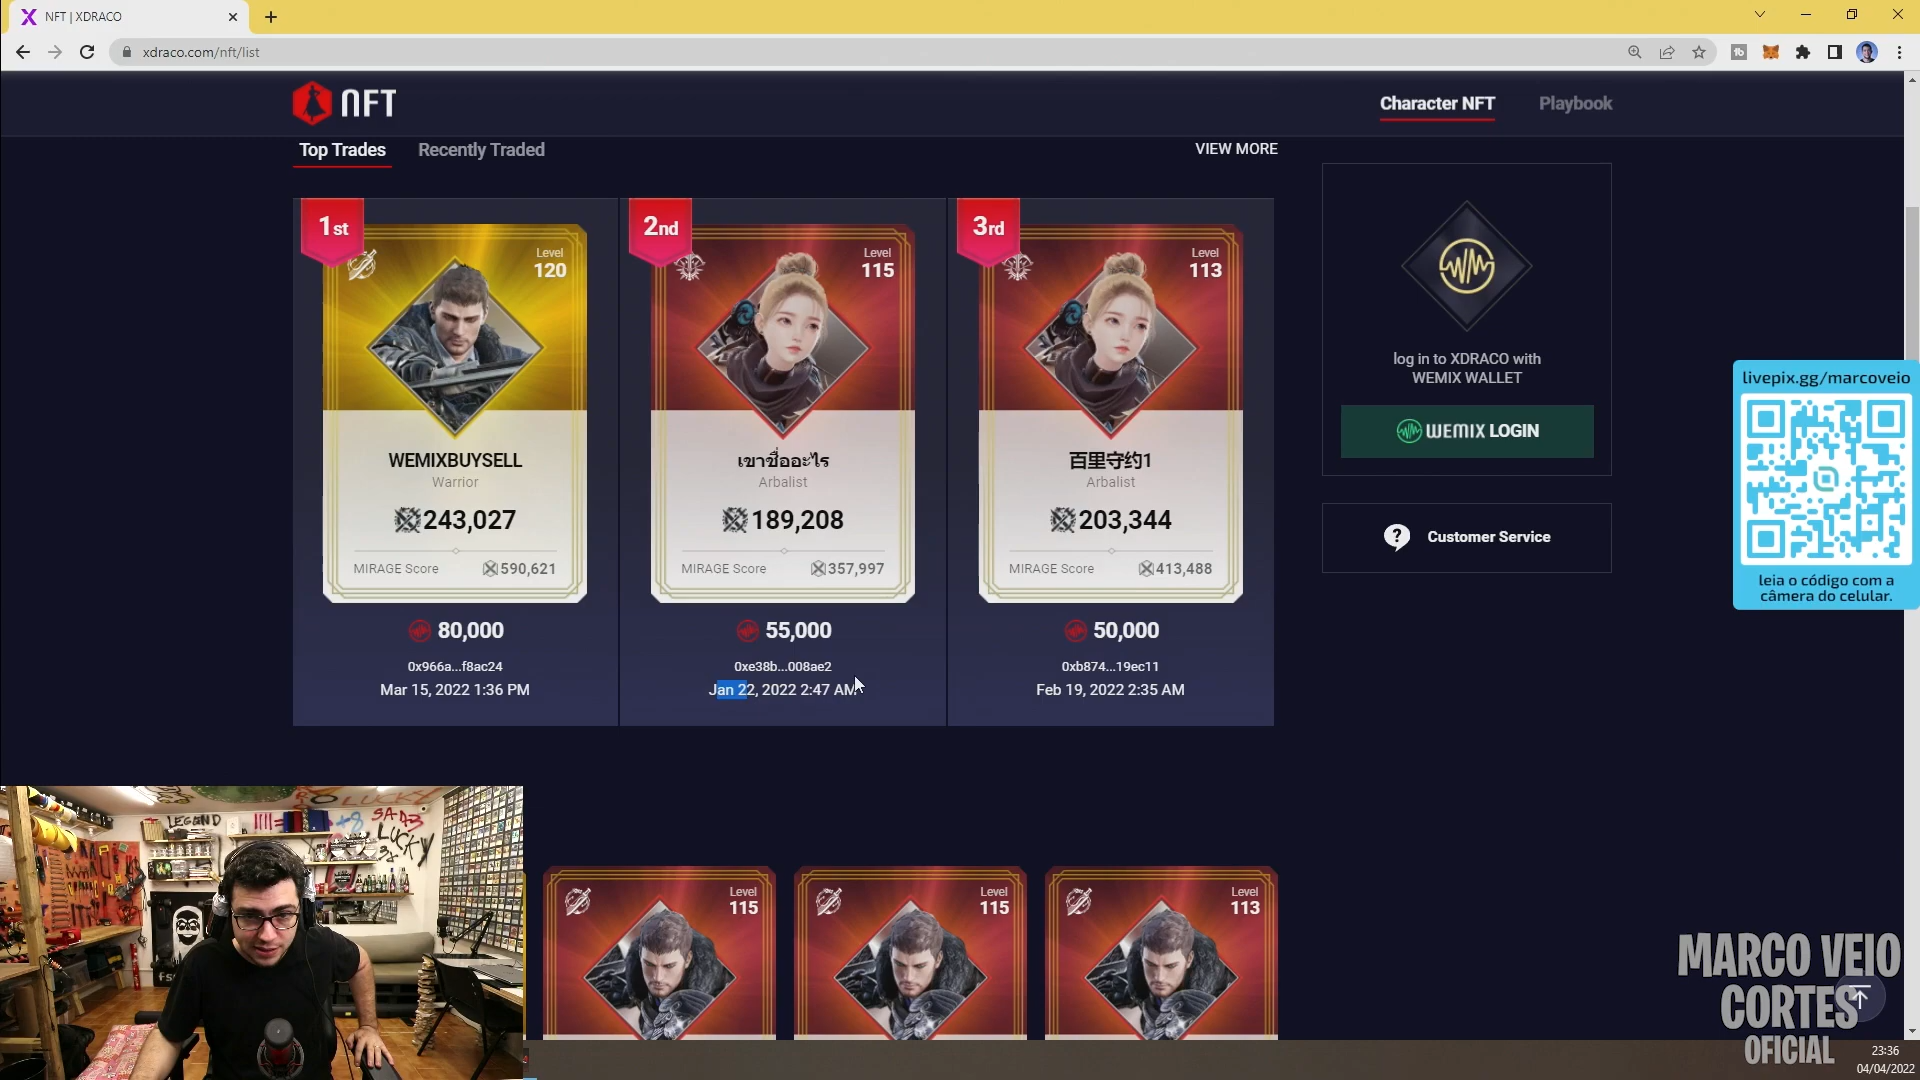 NFT | XDRACO
xdraco.com/nft/list
NFT
Character NFT
Playbook
Top Trades
Recently Traded
VIEW MORE
1st
Level
120
WEMIXBUYSELL
Warrior
243,027
MIRAGE Score
590,621
80,000
0x966a...f8ac24
Mar 15, 2022 1:36 PM
2nd
Level
115
เขาชื่ออะไร
Arbalist
189,208
MIRAGE Score
357,997
55,000
0xe38b...008ae2
Jan 22, 2022 2:47 AM
3rd
Level
113
百里守约1
Arbalist
203,344
MIRAGE Score
413,488
50,000
0xb874...19ec11
Feb 19, 2022 2:35 AM
log in to XDRACO with
WEMIX WALLET
WEMIX LOGIN
Customer Service
livepix.gg/marcoveio
leia o código com a
câmera do celular.
LEGEND
LUCKY
SA
LUCKY
Level
115
Level
115
Level
113
MARCO VEIO
CORTES
OFICIAL
23:36
04/04/2022